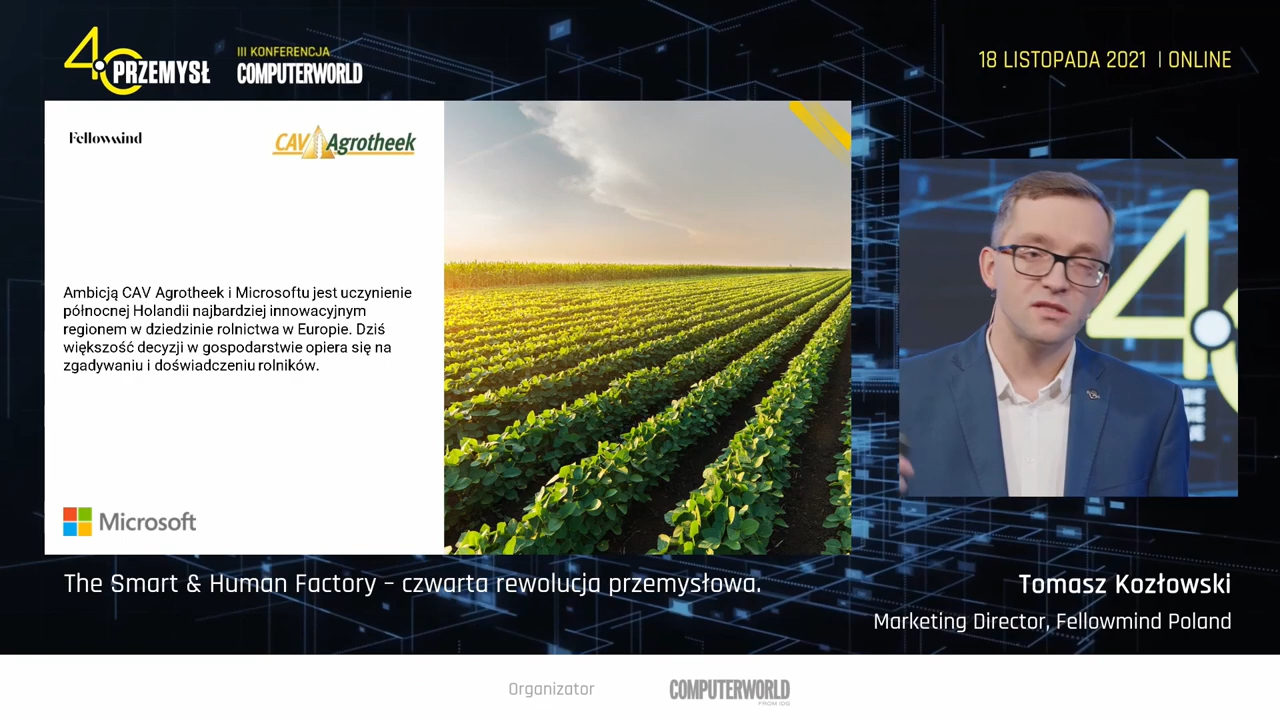 4.0 PRZEMYSŁ
III KONFERENCJA
COMPUTERWORLD
18 LISTOPADA 2021 | ONLINE
Fellowmind
CAV Agrotheek
Ambicją CAV Agrotheek i Microsoftu jest uczynienie
północnej Holandii najbardziej innowacyjnym
regionem w dziedzinie rolnictwa w Europie. Dziś
większość decyzji w gospodarstwie opiera się na
zgadywaniu i doświadczeniu rolników.
Microsoft
The Smart & Human Factory – czwarta rewolucja przemysłowa.
Tomasz Kozłowski
Marketing Director, Fellowmind Poland
Organizator
COMPUTERWORLD
FROM IDG